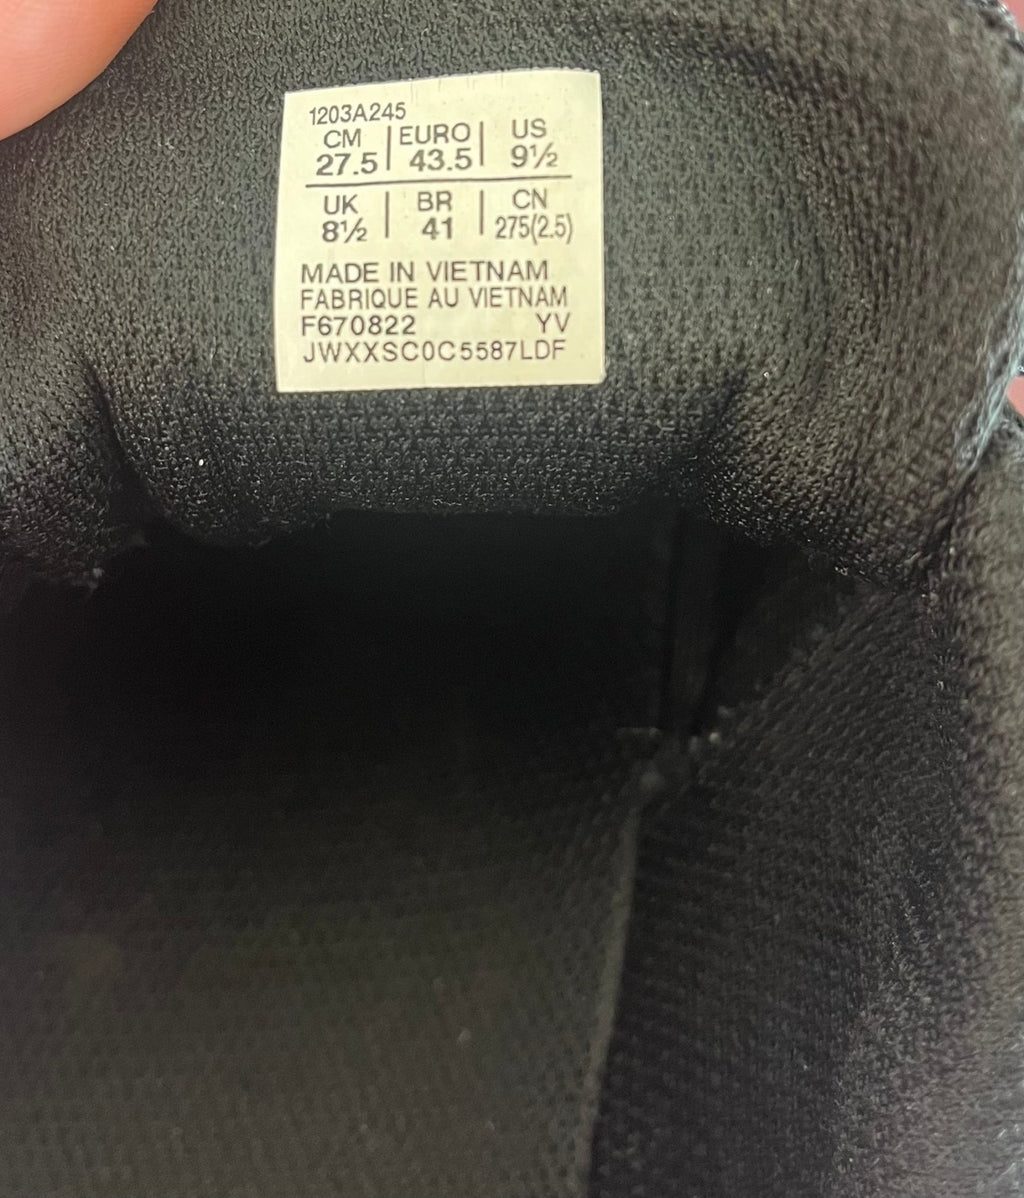 1203A245
CM | EURO | US
27.5 | 43.5 | 9½
UK | BR | CN
8½ | 41 | 275(2.5)
MADE IN VIETNAM
FABRIQUE AU VIETNAM
F670822 YV
JWXXSC0C5587LDF